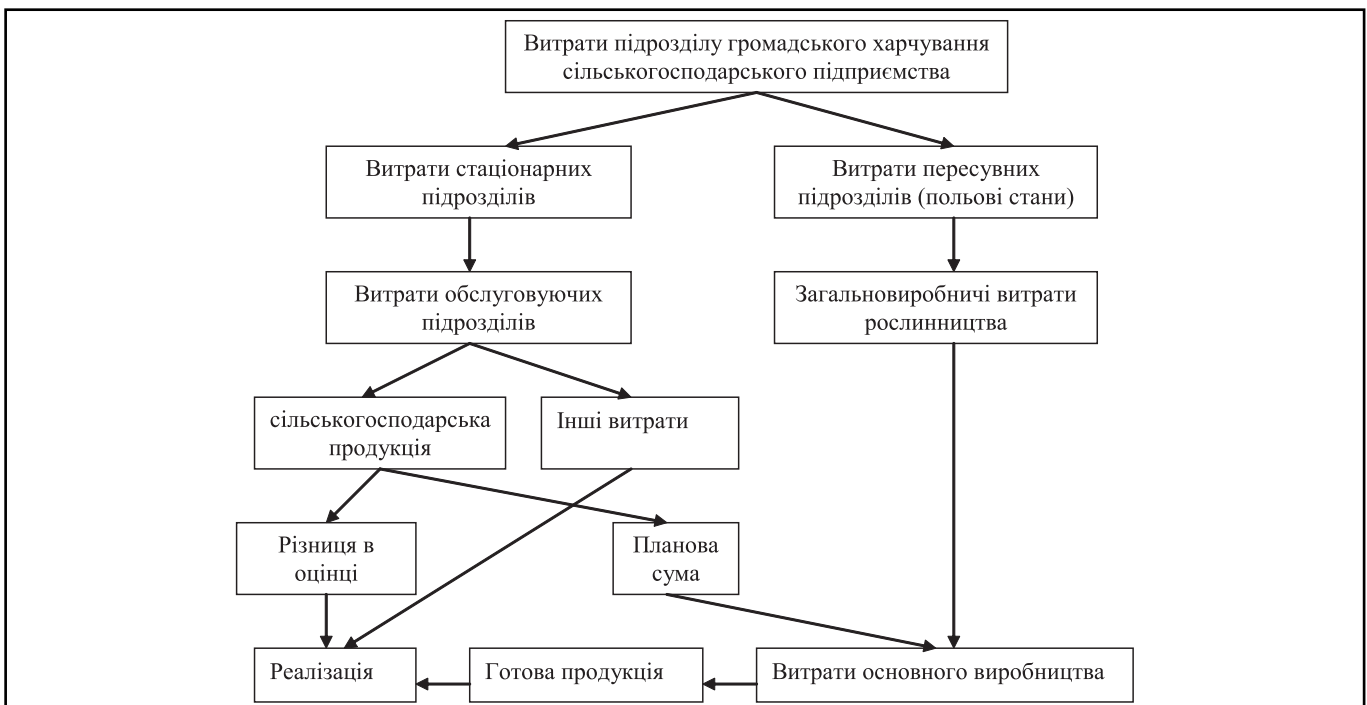 Витрати підрозділу громадського харчування
сільськогосподарського підприємства
Витрати стаціонарних
підрозділів
Витрати пересувних
підрозділів (польові стани)
Витрати обслуговуючих
підрозділів
Загальновиробничі витрати
рослинництва
сільськогосподарська
продукція
Інші витрати
Різниця в
оцінці
Планова
сума
Реалізація
Готова продукція
Витрати основного виробництва